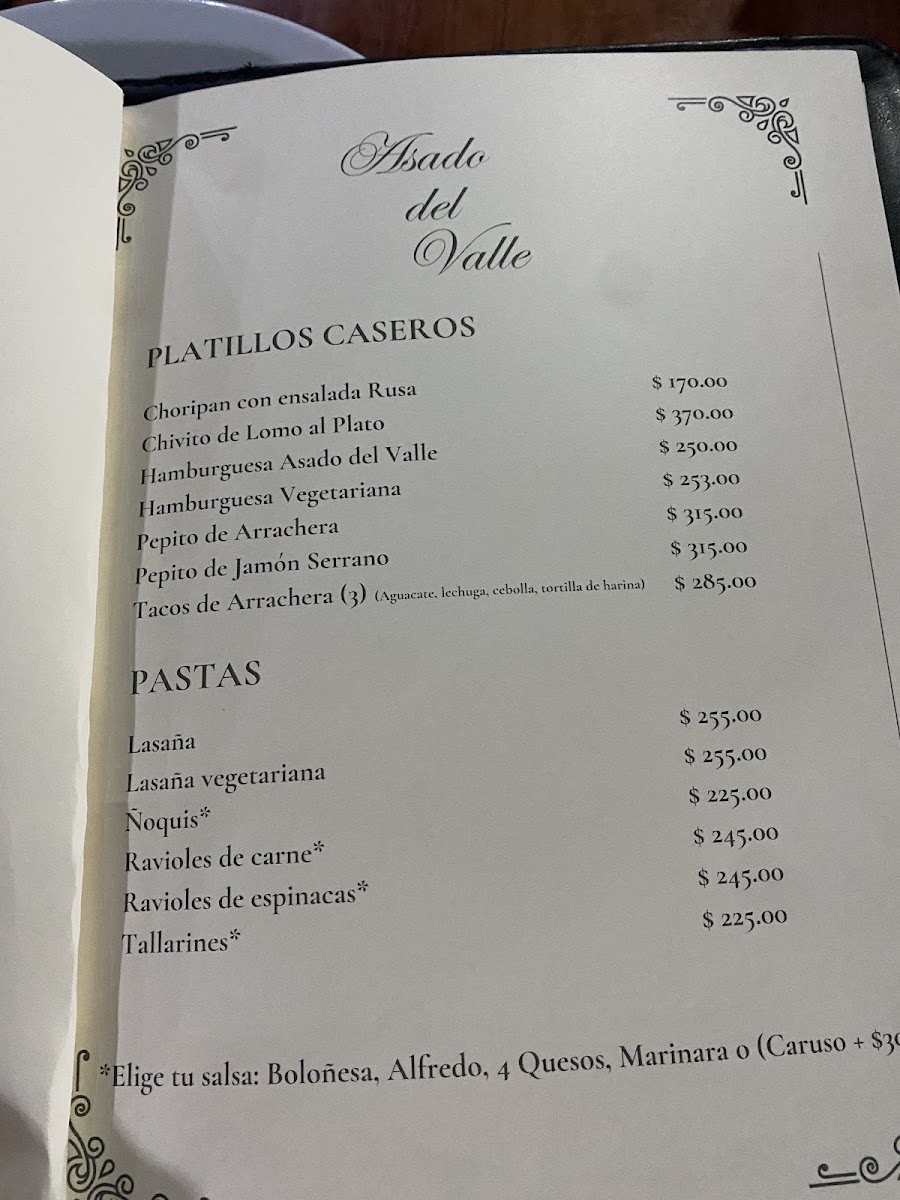 Asado
del
Valle
PLATILLOS CASEROS
Choripan con ensalada Rusa $ 170.00
Chivito de Lomo al Plato $ 370.00
Hamburguesa Asado del Valle $ 250.00
Hamburguesa Vegetariana $ 253.00
Pepito de Arrachera $ 315.00
Pepito de Jamón Serrano $ 315.00
Tacos de Arrachera (3) (Aguacate, lechuga, cebolla, tortilla de harina) $ 285.00
PASTAS
Lasaña $ 255.00
Lasaña vegetariana $ 255.00
Ñoquis* $ 225.00
Ravioles de carne* $ 245.00
Ravioles de espinacas* $ 245.00
Tallarines* $ 225.00
*Elige tu salsa: Boloñesa, Alfredo, 4 Quesos, Marinara o (Caruso +